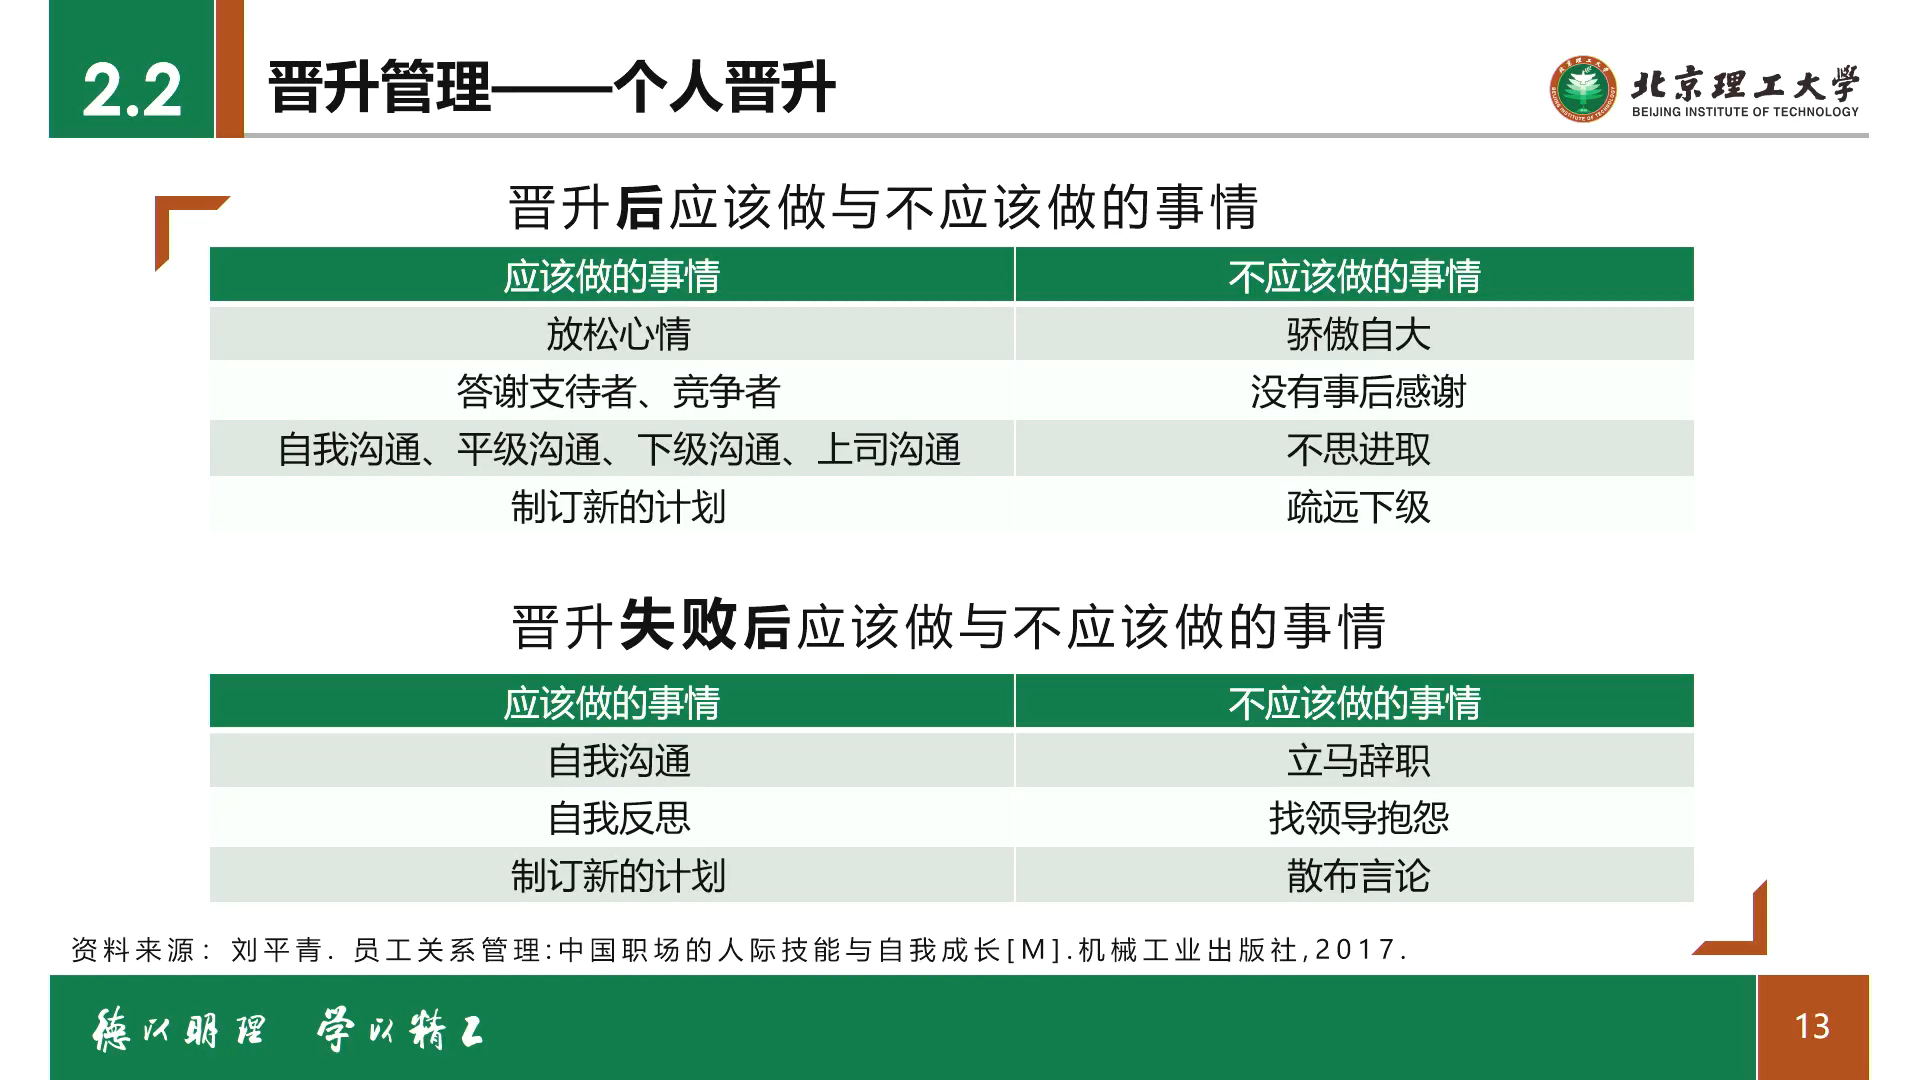 2.2
晋升管理——个人晋升
北京理工大学
BEIJING INSTITUTE OF TECHNOLOGY
晋升后应该做与不应该做的事情
应该做的事情 不应该做的事情
放松心情 骄傲自大
答谢支待者、竞争者 没有事后感谢
自我沟通、平级沟通、下级沟通、上司沟通 不思进取
制订新的计划 疏远下级
晋升失败后应该做与不应该做的事情
应该做的事情 不应该做的事情
自我沟通 立马辞职
自我反思 找领导抱怨
制订新的计划 散布言论
资料来源：刘平青. 员工关系管理:中国职场的人际技能与自我成长[M].机械工业出版社,2017.
德以明理 学以精工
13